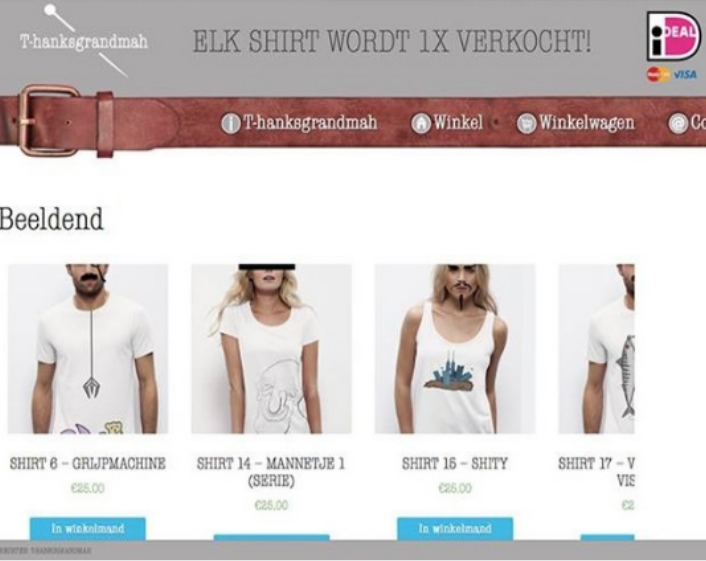 T-hanksgrandmah
ELK SHIRT WORDT 1X VERKOCHT!
iDEAL
MasterCard VISA
T-hanksgrandmah Winkel Winkelwagen Co
Beeldend
SHIRT 6 – GRIJPMACHINE
€25.00
In winkelmand
SHIRT 14 – MANNETJE 1
(SERIE)
€25,00
SHIRT 15 – SHITY
€25.00
In winkelmand
SHIRT 17 – V
VIS
€2
T-HANKSGRANDMAH